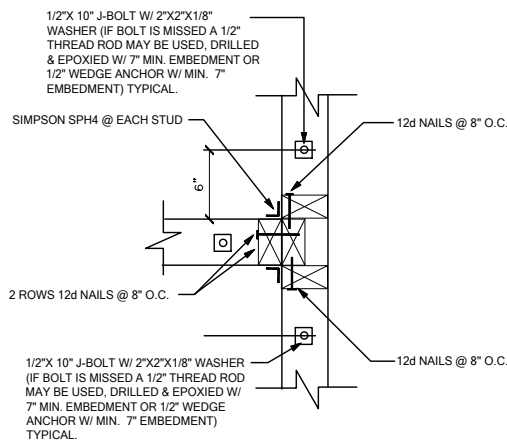 1/2"X 10" J-BOLT W/ 2"X2"X1/8"
WASHER (IF BOLT IS MISSED A 1/2"
THREAD ROD MAY BE USED, DRILLED
& EPOXIED W/ 7" MIN. EMBEDMENT OR
1/2" WEDGE ANCHOR W/ MIN. 7"
EMBEDMENT) TYPICAL.
SIMPSON SPH4 @ EACH STUD
12d NAILS @ 8" O.C.
6"
2 ROWS 12d NAILS @ 8" O.C.
1/2"X 10" J-BOLT W/ 2"X2"X1/8" WASHER
(IF BOLT IS MISSED A 1/2" THREAD ROD
MAY BE USED, DRILLED & EPOXIED W/
7" MIN. EMBEDMENT OR 1/2" WEDGE
ANCHOR W/ MIN. 7" EMBEDMENT)
TYPICAL.
12d NAILS @ 8" O.C.